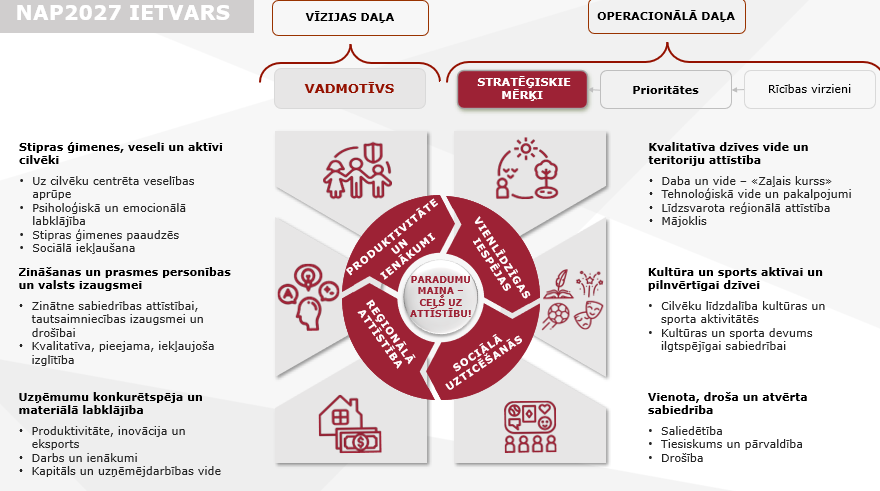 NAP2027 IETVARS
VĪZIJAS DAĻA
OPERACIONĀLĀ DAĻA
VADMOTĪVS
STRATĒĢISKIE
MĒRĶI
Prioritātes
Rīcības virzieni
Stipras ģimenes, veseli un aktīvi
cilvēki
• Uz cilvēku centrēta veselības
aprūpe
• Psiholoģiskā un emocionālā
labklājība
• Stipras ģimenes paaudzēs
• Sociālā iekļaušana
Zināšanas un prasmes personības
un valsts izaugsmei
• Zinātne sabiedrības attīstībai,
tautsaimniecības izaugsmei un
drošībai
• Kvalitatīva, pieejama, iekļaujoša
izglītība
Uzņēmumu konkurētspēja un
materiālā labklājība
• Produktivitāte, inovācija un
eksports
• Darbs un ienākumi
• Kapitāls un uzņēmējdarbības vide
PRODUKTIVITĀTE
UN
IENĀKUMI
VIENLĪDZĪGAS
IESPĒJAS
PARADUMU
MAIŅA –
CEĻŠ UZ
ATTĪSTĪBU!
REĢIONĀLĀ
ATTĪSTĪBA
SOCIĀLĀ
UZTICĒŠANĀS
A
B
Kvalitatīva dzīves vide un
teritoriju attīstība
• Daba un vide – «Zaļais kurss»
• Tehnoloģiskā vide un pakalpojumi
• Līdzsvarota reģionālā attīstība
• Mājoklis
Kultūra un sports aktīvai un
pilnvērtīgai dzīvei
• Cilvēku līdzdalība kultūras un
sporta aktivitātēs
• Kultūras un sporta devums
ilgtspējīgai sabiedrībai
Vienota, droša un atvērta
sabiedrība
• Saliedētība
• Tiesiskums un pārvaldība
• Drošība